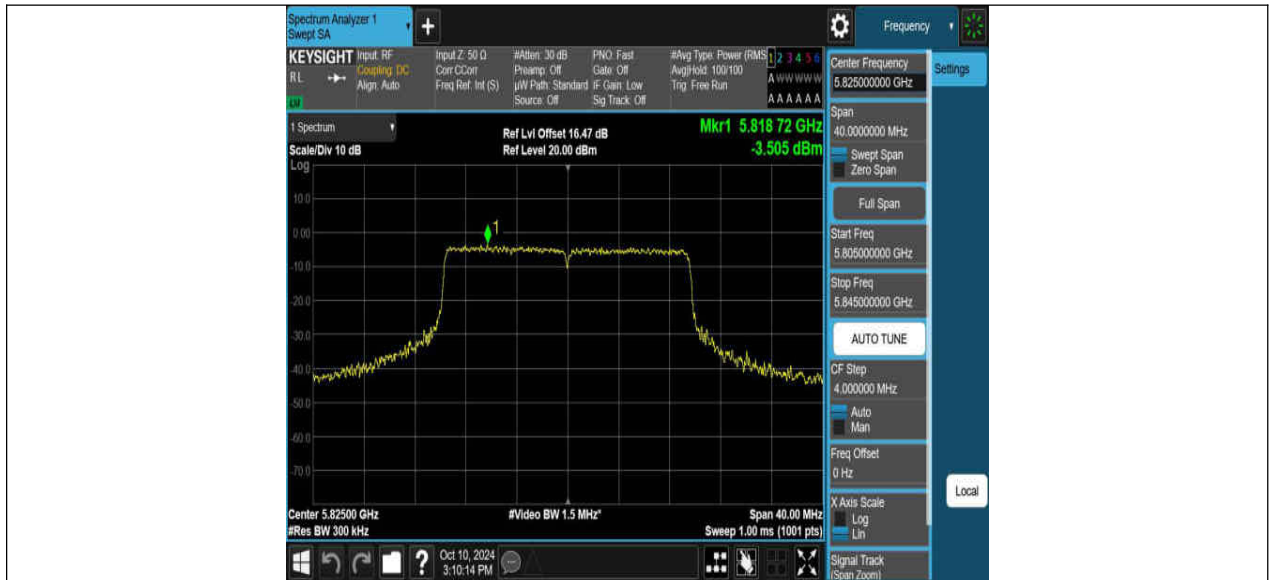 Spectrum Analyzer 1
Swept SA
+
Frequency
KEYSIGHT
RL
LXI
Input: RF
Coupling: DC
Align: Auto
Input Z: 50 Ω
Corr CCorr
Freq Ref: Int (S)
#Atten: 30 dB
Preamp: Off
µW Path: Standard
Source: Off
PNO: Fast
Gate: Off
IF Gain: Low
Sig Track: Off
#Avg Type: Power (RMS
Avg|Hold: 100/100
Trig: Free Run
1 2 3 4 5 6
A W W W W W
A A A A A A
1 Spectrum
Scale/Div 10 dB
Log
Ref Lvl Offset 16.47 dB
Ref Level 20.00 dBm
Mkr1 5.818 72 GHz
-3.505 dBm
10.0
0.00
-10.0
-20.0
-30.0
-40.0
-50.0
-60.0
-70.0
1
Center 5.82500 GHz
#Res BW 300 kHz
#Video BW 1.5 MHz*
Span 40.00 MHz
Sweep 1.00 ms (1001 pts)
?
Oct 10, 2024
3:10:14 PM
Center Frequency
5.825000000 GHz
Settings
Span
40.0000000 MHz
Swept Span
Zero Span
Full Span
Start Freq
5.805000000 GHz
Stop Freq
5.845000000 GHz
AUTO TUNE
CF Step
4.000000 MHz
Auto
Man
Freq Offset
0 Hz
X Axis Scale
Log
Lin
Local
Signal Track
(Span Zoom)